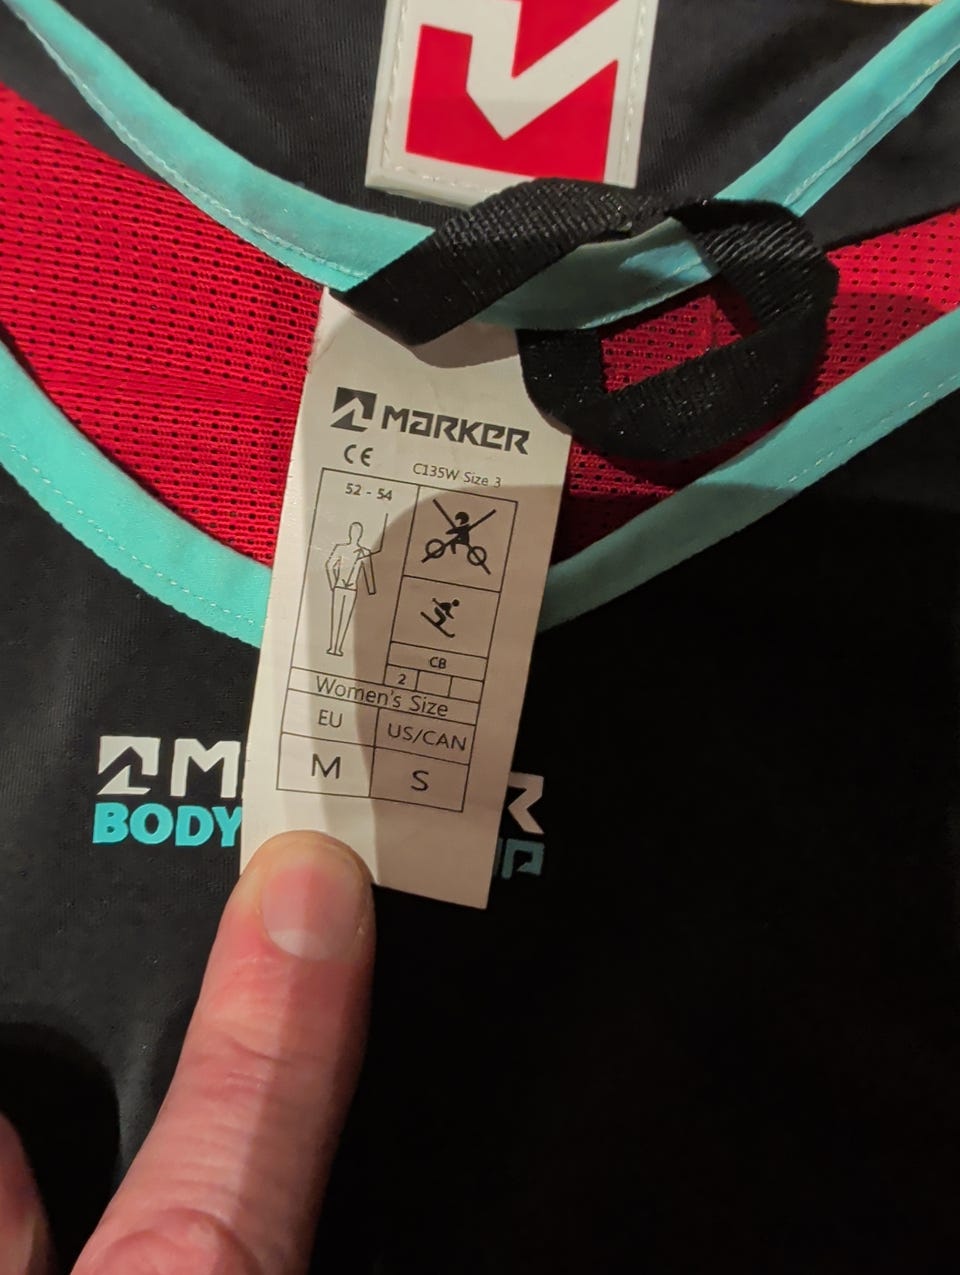 MARKER
CE
C135W Size 3
52 - 54
CB
2
Women's Size
EU
US/CAN
M
S
M R
BODY P